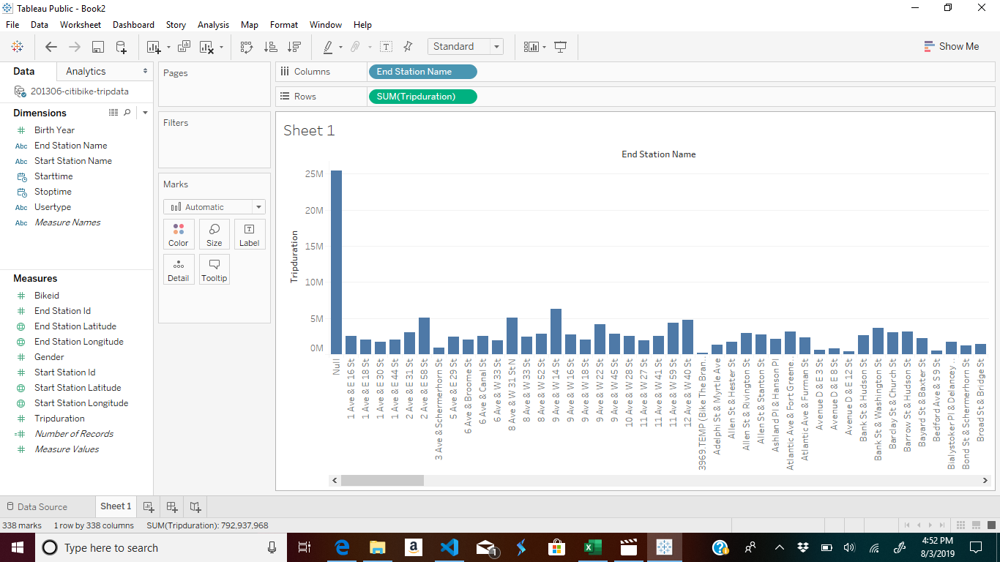 Tableau Public - Book2
File Data Worksheet Dashboard Story Analysis Map Format Window Help
Standard
Show Me
Data
Analytics
201306-citibike-tripdata
Dimensions
Birth Year
Abc End Station Name
Abc Start Station Name
Starttime
Stoptime
Abc Usertype
Abc Measure Names
Measures
Bikeid
End Station Id
End Station Latitude
End Station Longitude
Gender
Start Station Id
Start Station Latitude
Start Station Longitude
Tripduration
Number of Records
Measure Values
Pages
Filters
Marks
Automatic
Color
Size
T
Label
Detail
Tooltip
Columns
End Station Name
Rows
SUM(Tripduration)
Sheet 1
End Station Name
Tripduration
25M
20M
15M
10M
5M
0M
Null
1 Ave & E 16 St
1 Ave & E 18 St
1 Ave & E 30 St
1 Ave & E 44 St
2 Ave & E 31 St
2 Ave & E 58 St
3 Ave & Schermerhorn St
5 Ave & E 29 St
6 Ave & Broome St
6 Ave & Canal St
6 Ave & W 33 St
8 Ave & W 31 St N
8 Ave & W 33 St
8 Ave & W 52 St
9 Ave & W 14 St
9 Ave & W 16 St
9 Ave & W 18 St
9 Ave & W 22 St
9 Ave & W 45 St
10 Ave & W 28 St
11 Ave & W 27 St
11 Ave & W 41 St
11 Ave & W 59 St
12 Ave & W 40 St
3969.TEMP (Bike The Bran..
Adelphi St & Myrtle Ave
Allen St & Hester St
Allen St & Rivington St
Allen St & Stanton St
Ashland Pl & Hanson Pl
Atlantic Ave & Fort Greene..
Atlantic Ave & Furman St
Avenue D & E 3 St
Avenue D & E 8 St
Avenue D & E 12 St
Bank St & Hudson St
Bank St & Washington St
Barclay St & Church St
Barrow St & Hudson St
Bayard St & Baxter St
Bedford Ave & S 9 St
Bialystoker Pl & Delancey ..
Bond St & Schermerhorn St
Broad St & Bridge St
Data Source
Sheet 1
338 marks 1 row by 338 columns SUM(Tripduration): 792,937,968
Type here to search
1
4:52 PM
8/3/2019